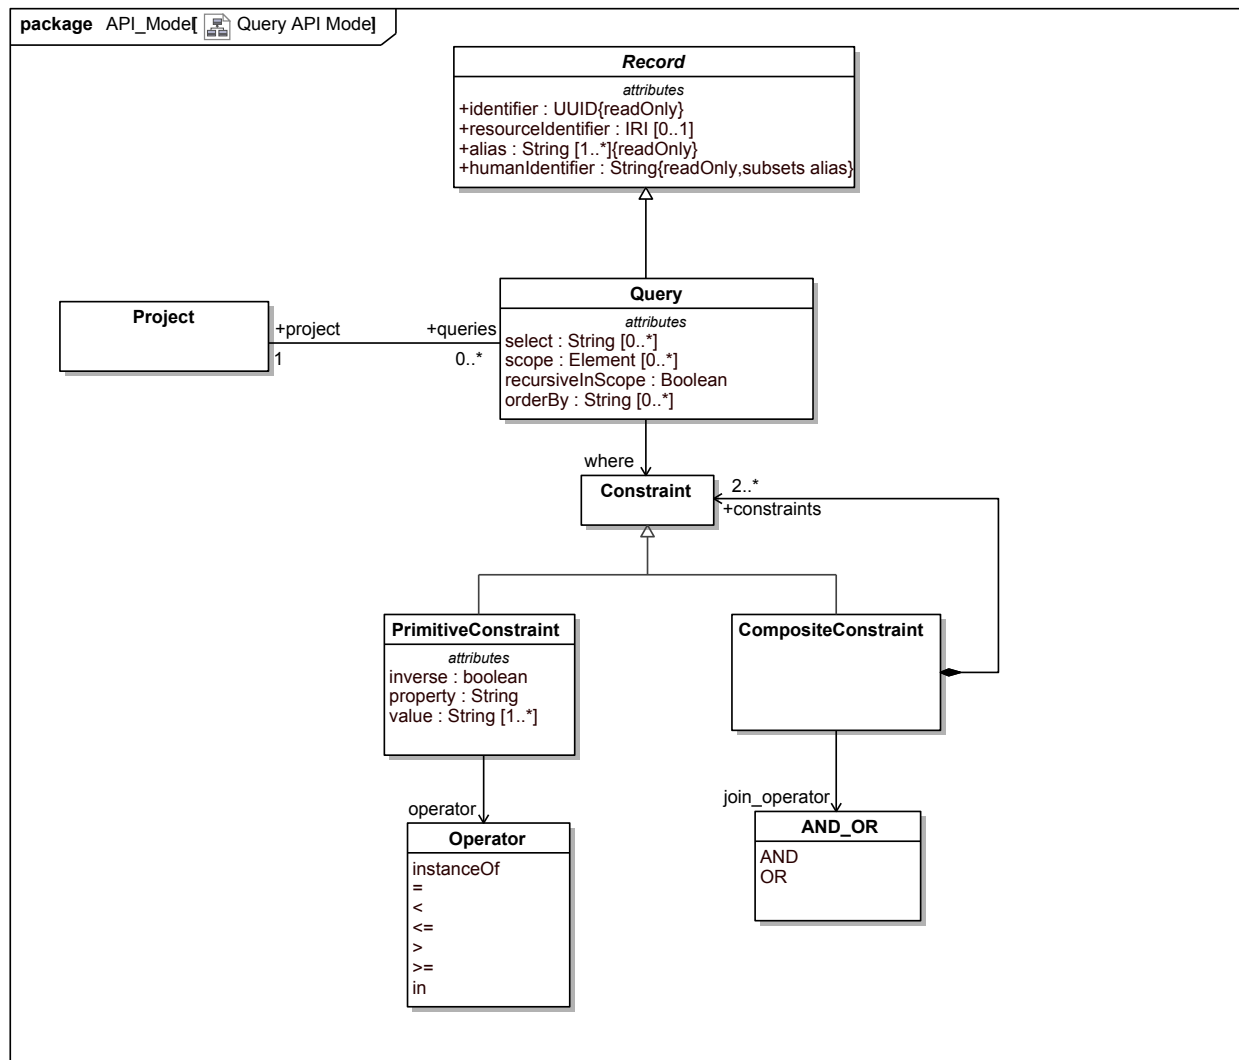 package API_Model[ Query API Model]
Record
attributes
+identifier : UUID{readOnly}
+resourceIdentifier : IRI [0..1]
+alias : String [1..*]{readOnly}
+humanIdentifier : String{readOnly,subsets alias}
Project
+project
1
+queries
0..*
Query
attributes
select : String [0..*]
scope : Element [0..*]
recursiveInScope : Boolean
orderBy : String [0..*]
where
Constraint
2..*
+constraints
PrimitiveConstraint
attributes
inverse : boolean
property : String
value : String [1..*]
CompositeConstraint
operator
join_operator
Operator
instanceOf
=
<
<=
>
>=
in
AND_OR
AND
OR